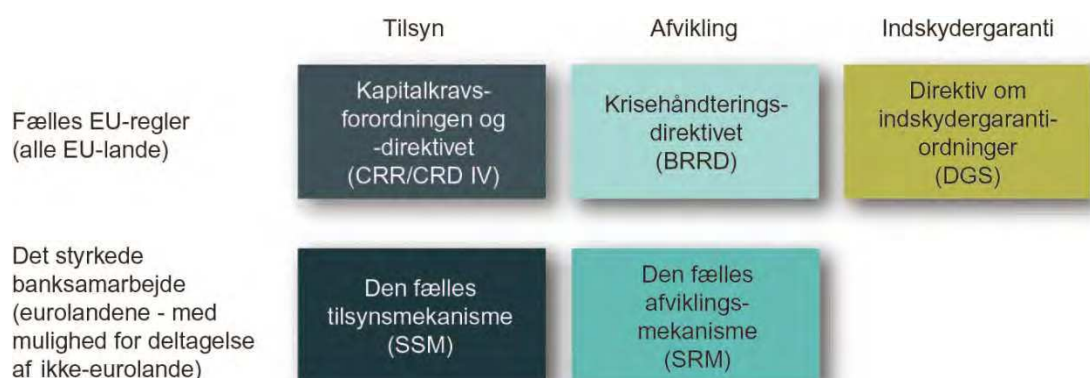 Tilsyn
Afvikling
Indskydergaranti
Fælles EU-regler
(alle EU-lande)
Kapitalkravs-
forordningen og
-direktivet
(CRR/CRD IV)
Krisehåndterings-
direktivet
(BRRD)
Direktiv om
indskydergaranti-
ordninger
(DGS)
Det styrkede
banksamarbejde
(eurolandene - med
mulighed for deltagelse
af ikke-eurolande)
Den fælles
tilsynsmekanisme
(SSM)
Den fælles
afviklings-
mekanisme
(SRM)